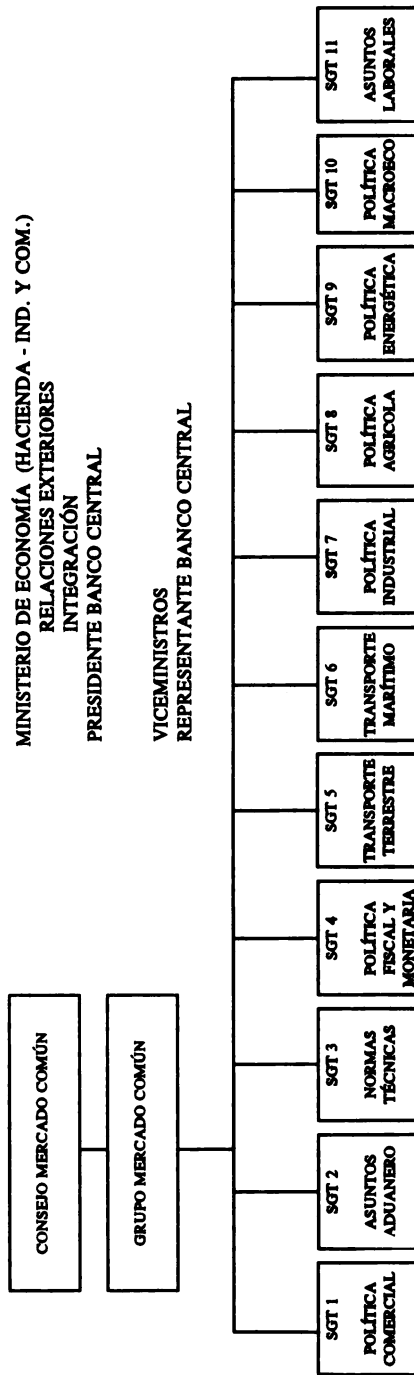 CONSEJO MERCADO COMÚN
MINISTERIO DE ECONOMÍA (HACIENDA - IND. Y COM.)
RELACIONES EXTERIORES
INTEGRACIÓN
PRESIDENTE BANCO CENTRAL
GRUPO MERCADO COMÚN
VICEMINISTROS
REPRESENTANTE BANCO CENTRAL
SGT 1
POLÍTICA
COMERCIAL
SGT 2
ASUNTOS
ADUANERO
SGT 3
NORMAS
TÉCNICAS
SGT 4
POLÍTICA
FISCAL Y
MONETARIA
SGT 5
TRANSPORTE
TERRESTRE
SGT 6
TRANSPORTE
MARÍTIMO
SGT 7
POLÍTICA
INDUSTRIAL
SGT 8
POLÍTICA
AGRICOLA
SGT 9
POLÍTICA
ENERGÉTICA
SGT 10
POLÍTICA
MACROECO
SGT 11
ASUNTOS
LABORALES